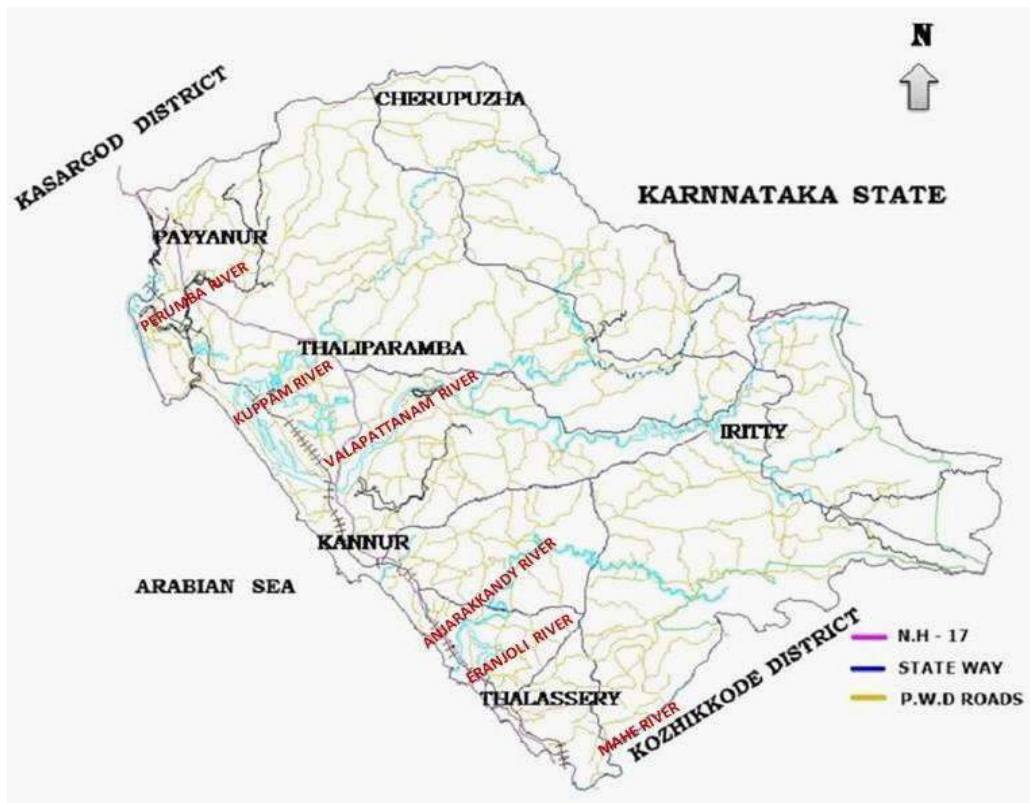 N
CHERUPUZHA
KASARGOD DISTRICT
KARNNATAKA STATE
PAYYANUR
PERUMBA RIVER
THALIPARAMBA
KUPPAM RIVER
VALAPATTANAM RIVER
IRITTY
KANNUR
ARABIAN SEA
ANJARAKKANDY RIVER
ERANJOLI RIVER
THALASSERY
MAHE RIVER
KOZHIKKODE DISTRICT
N.H - 17
STATE WAY
P.W.D ROADS